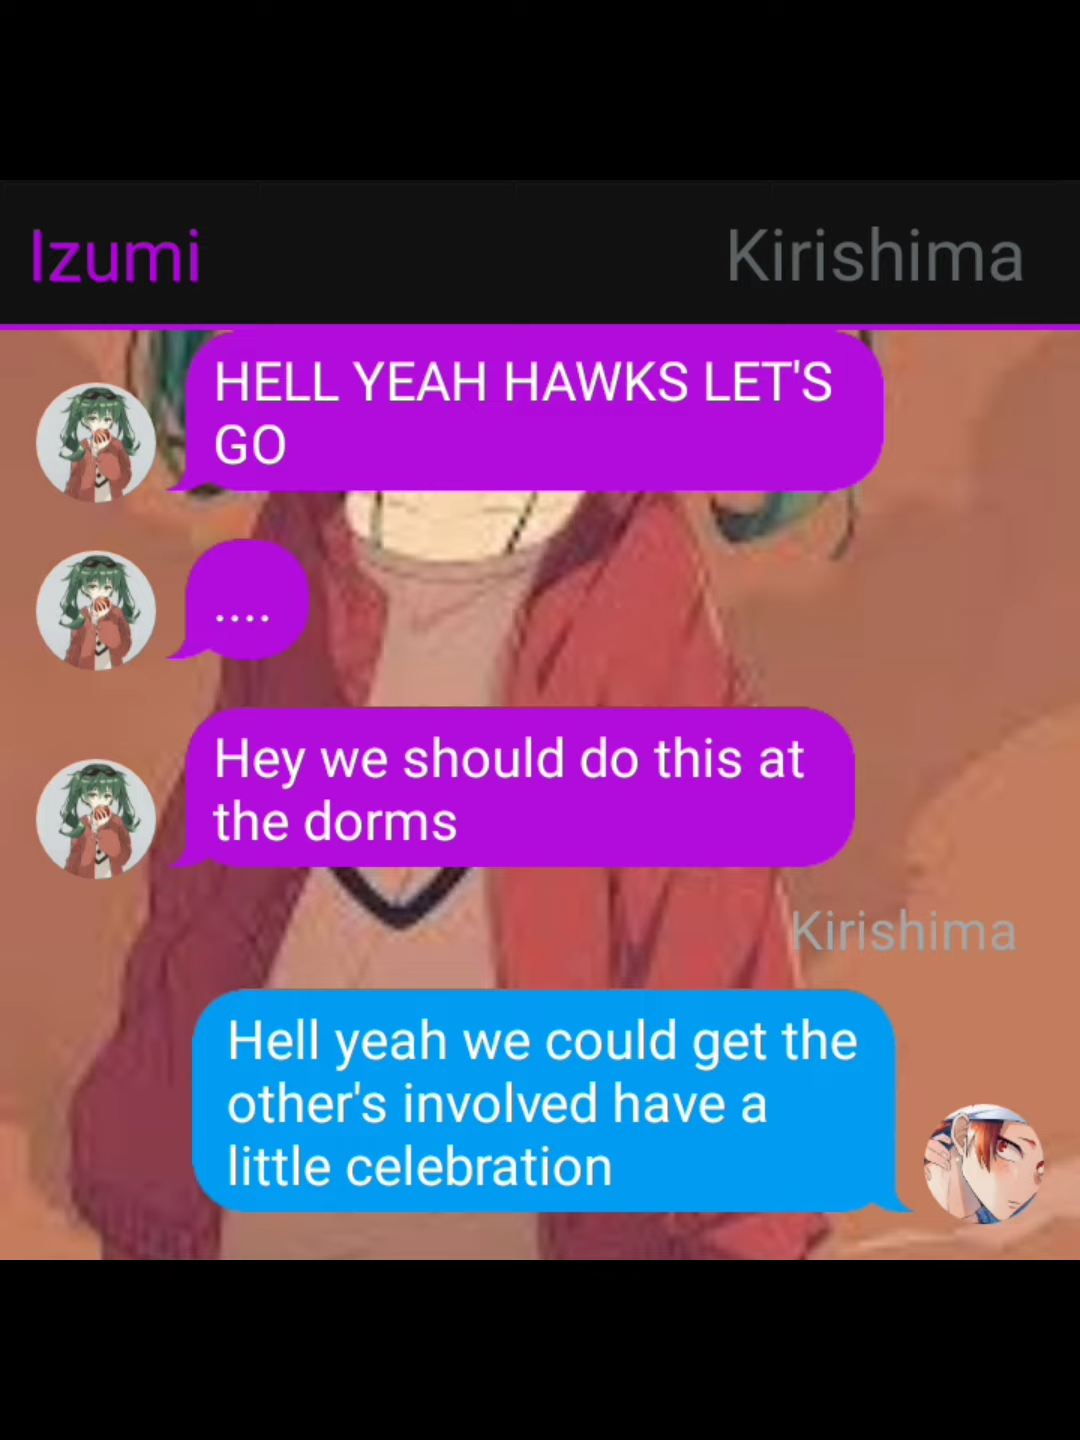 Izumi Kirishima
HELL YEAH HAWKS LET'S
GO
....
Hey we should do this at
the dorms
Kirishima
Hell yeah we could get the
other's involved have a
little celebration